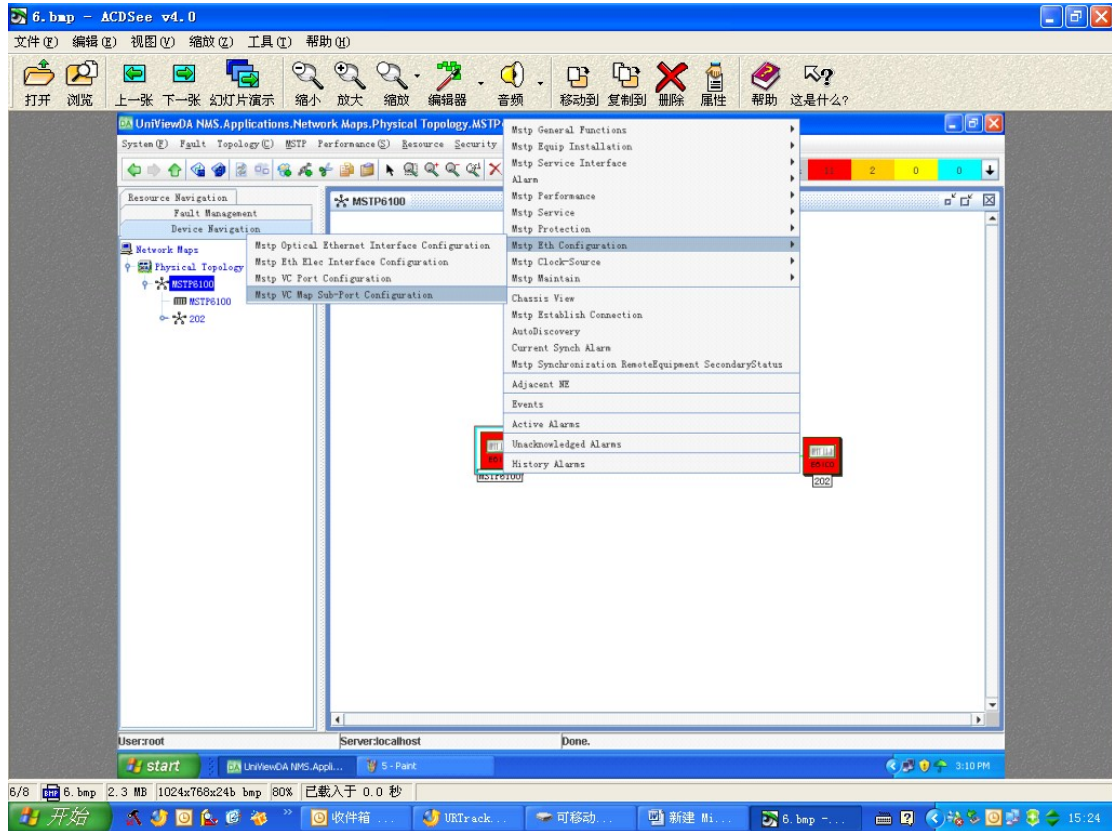 6.bmp - ACDSee v4.0
文件(F) 编辑(E) 视图(V) 缩放(Z) 工具(T) 帮助(H)
打开 浏览 上一张 下一张 幻灯片演示 缩小 放大 缩放 编辑器 音频 移动到 复制到 删除 属性 帮助 这是什么?
UniViewDA NMS.Applications.Network Maps.Physical Topology.MSTP
System(F) Fault Topology(C) MSTP Performance(S) Resource Security
11 2 0 0
Resource Navigation
Fault Management
Device Navigation
Network Maps
Physical Topology
MSTP6100
MSTP6100
202
MSTP6100
Mstp Optical Ethernet Interface Configuration
Mstp Eth Elec Interface Configuration
Mstp VC Port Configuration
Mstp VC Map Sub-Port Configuration
Mstp General Functions
Mstp Equip Installation
Mstp Service Interface
Alarm
Mstp Performance
Mstp Service
Mstp Protection
Mstp Eth Configuration
Mstp Clock-Source
Mstp Maintain
Chassis View
Mstp Establish Connection
AutoDiscovery
Current Synch Alarm
Mstp Synchronization RemoteEquipment SecondaryStatus
Adjacent NE
Events
Active Alarms
Unacknowledged Alarms
History Alarms
MSTP6100
202
User:root Server:localhost Done.
start UniViewDA NMS.Appli... 5 - Paint 3:10 PM
6/8 6.bmp 2.3 MB 1024x768x24b bmp 80% 已载入于 0.0 秒
开始 收件箱 ... URTrack... 可移动... 新建 Mi... 6.bmp -... 15:24